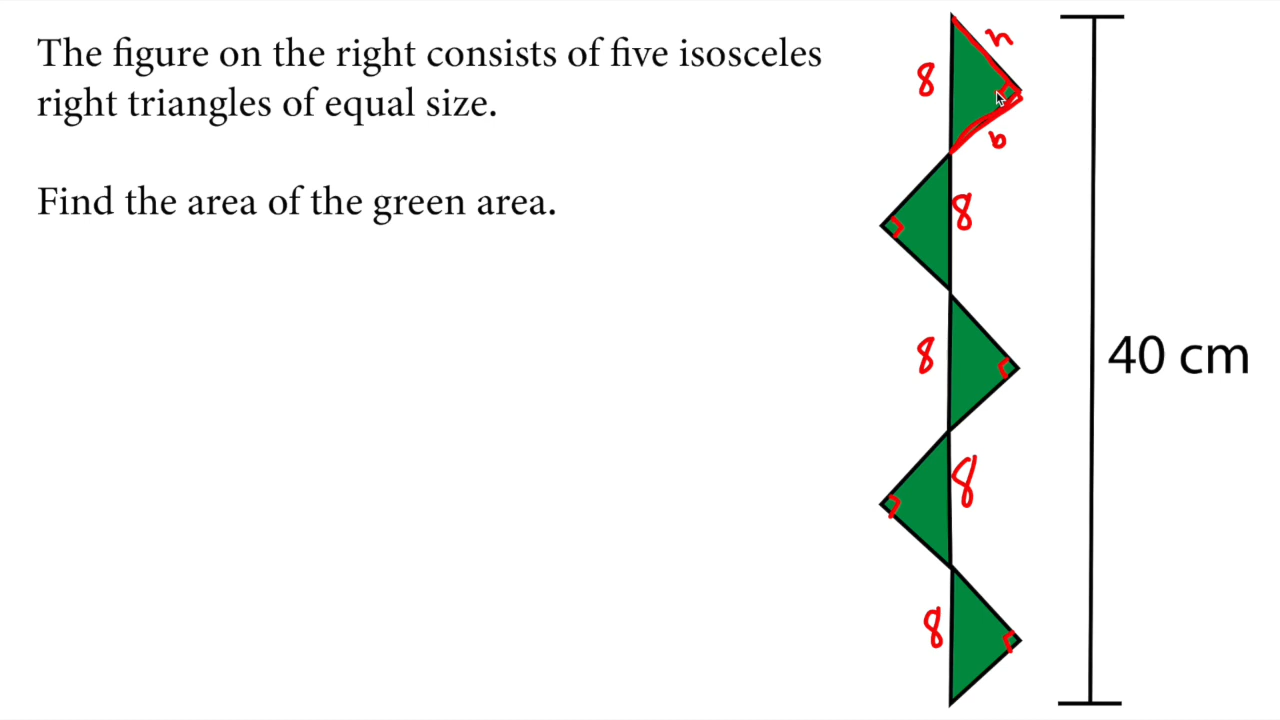 The figure on the right consists of five isosceles
right triangles of equal size.
Find the area of the green area.
h
8
b
8
8
40 cm
8
8